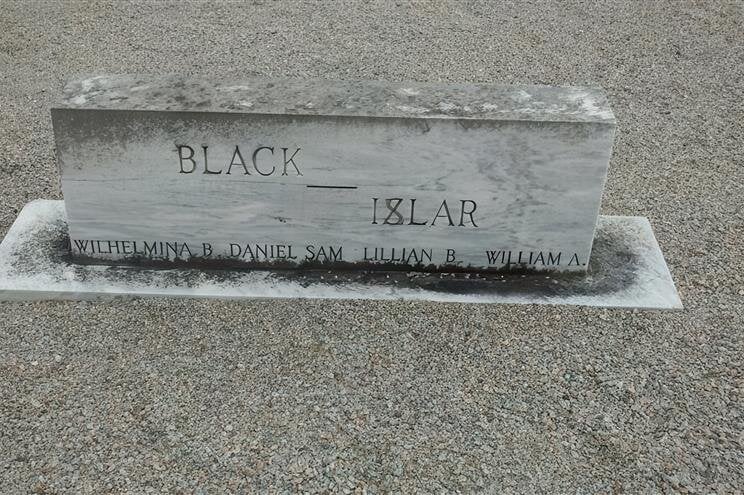 BLACK
IZLAR
WILHELMINA B DANIEL SAM LILLIAN B WILLIAM A.